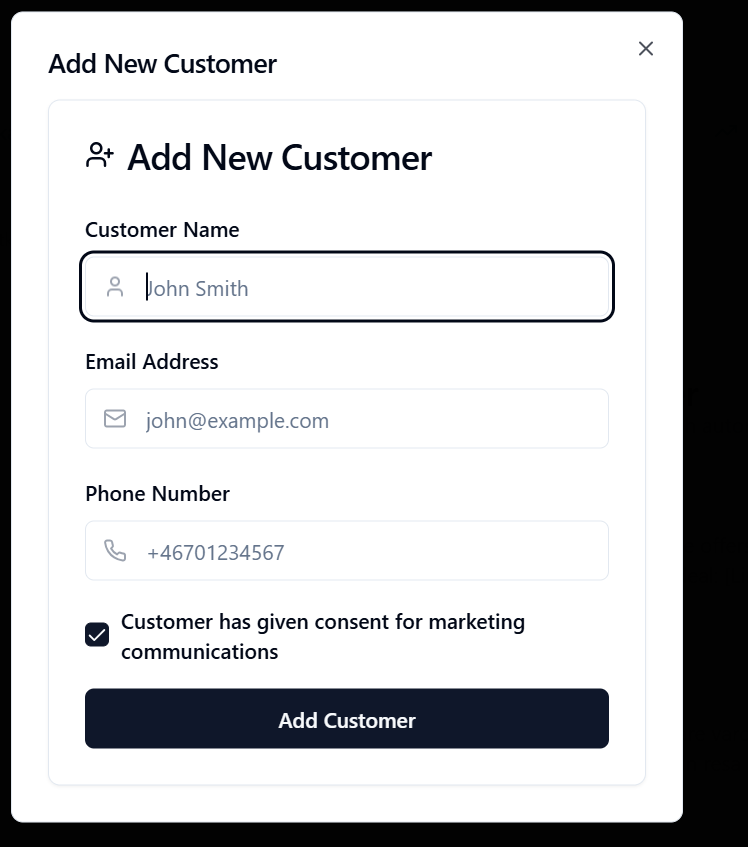 Add New Customer
Add New Customer
Customer Name
John Smith
Email Address
john@example.com
Phone Number
+46701234567
Customer has given consent for marketing
communications
Add Customer